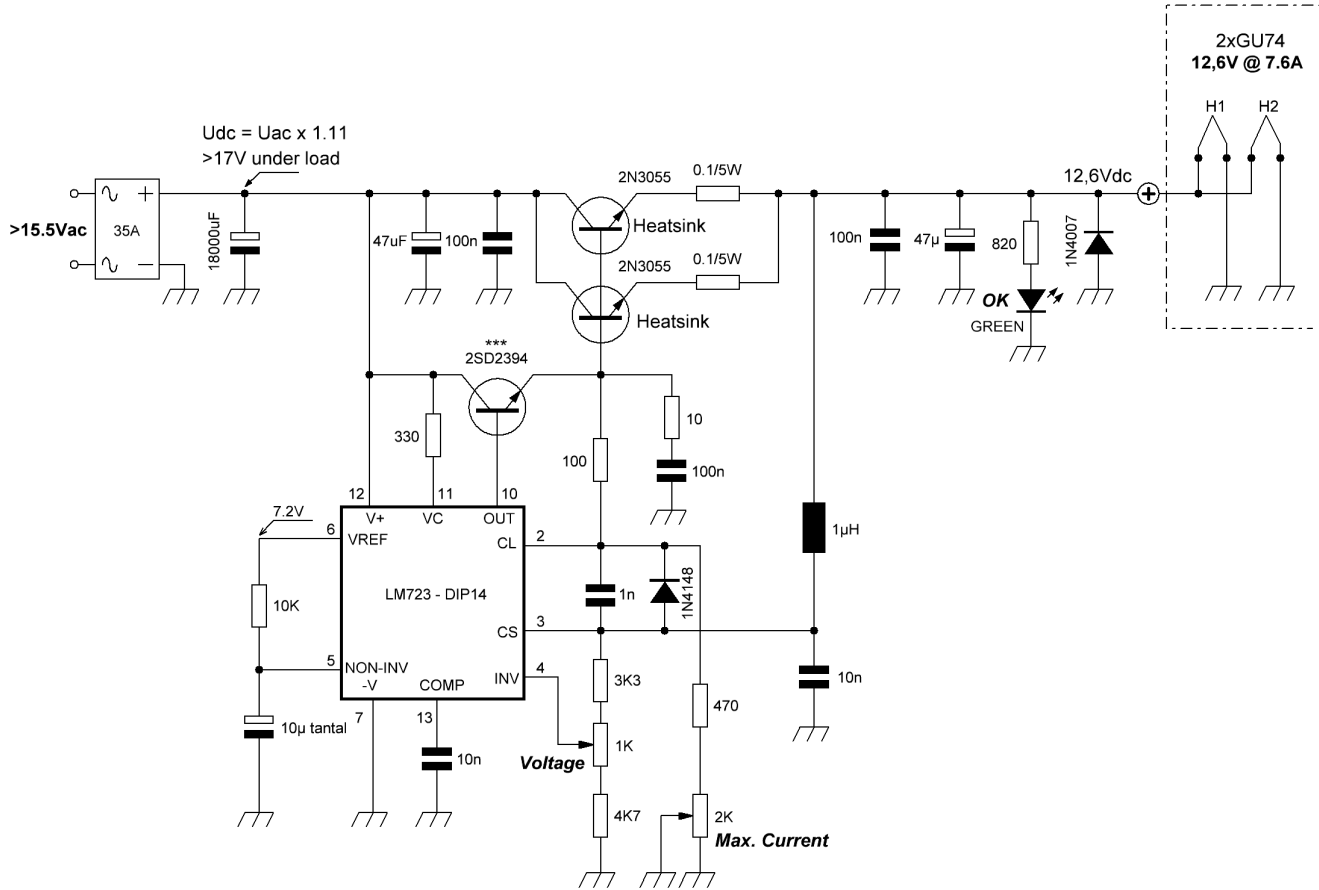 2xGU74
12,6V @ 7.6A
H1 H2
Udc = Uac x 1.11
>17V under load
2N3055
0.1/5W
12,6Vdc
+
>15.5Vac
35A
+
−
18000uF
47uF
100n
Heatsink
2N3055
0.1/5W
100n
47µ
820
1N4007
OK
GREEN
Heatsink
***
2SD2394
330
100
10
100n
12 11 10
V+ VC OUT
7.2V
6
VREF
CL
2
10K
LM723 - DIP14
1n
1N4148
1µH
CS
3
5
NON-INV
-V
COMP
INV
4
3K3
470
10n
10µ tantal
7
13
10n
Voltage
1K
4K7
2K
Max. Current